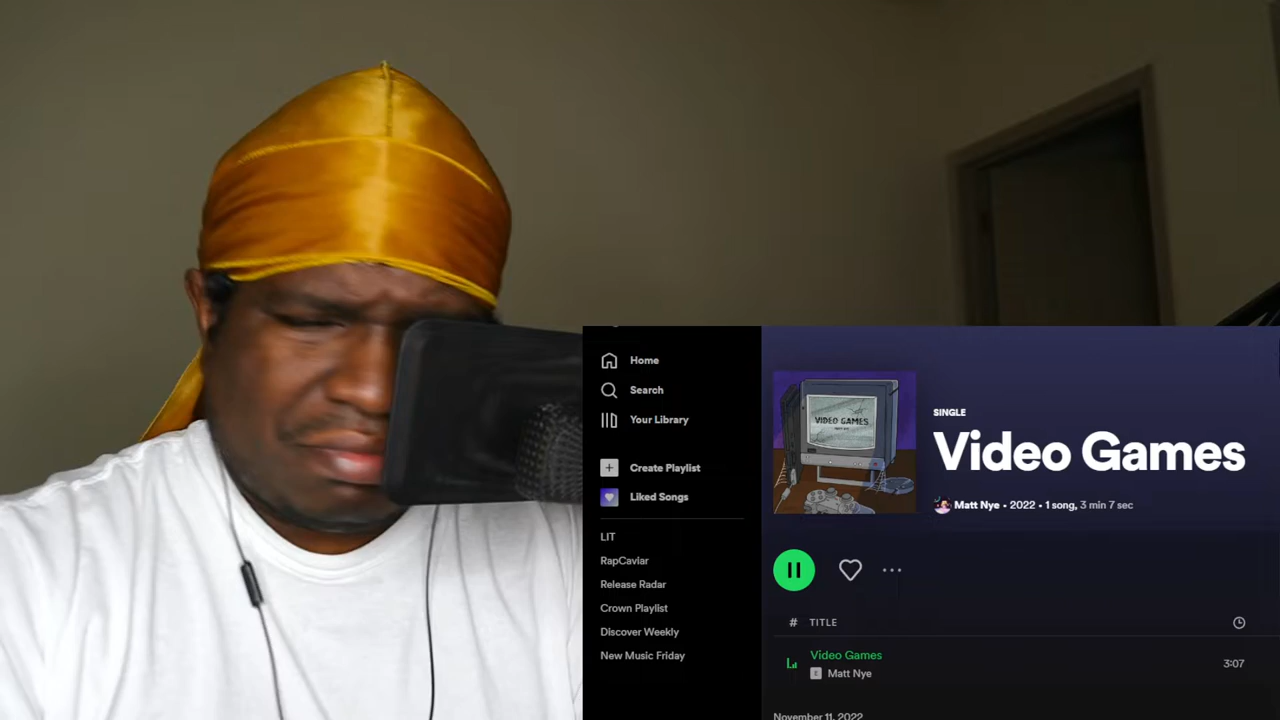 Home
Search
Your Library
Create Playlist
Liked Songs
LIT
RapCaviar
Release Radar
Crown Playlist
Discover Weekly
New Music Friday
VIDEO GAMES
SINGLE
Video Games
Matt Nye • 2022 • 1 song, 3 min 7 sec
# TITLE
Video Games
3:07
E Matt Nye
November 11, 2022